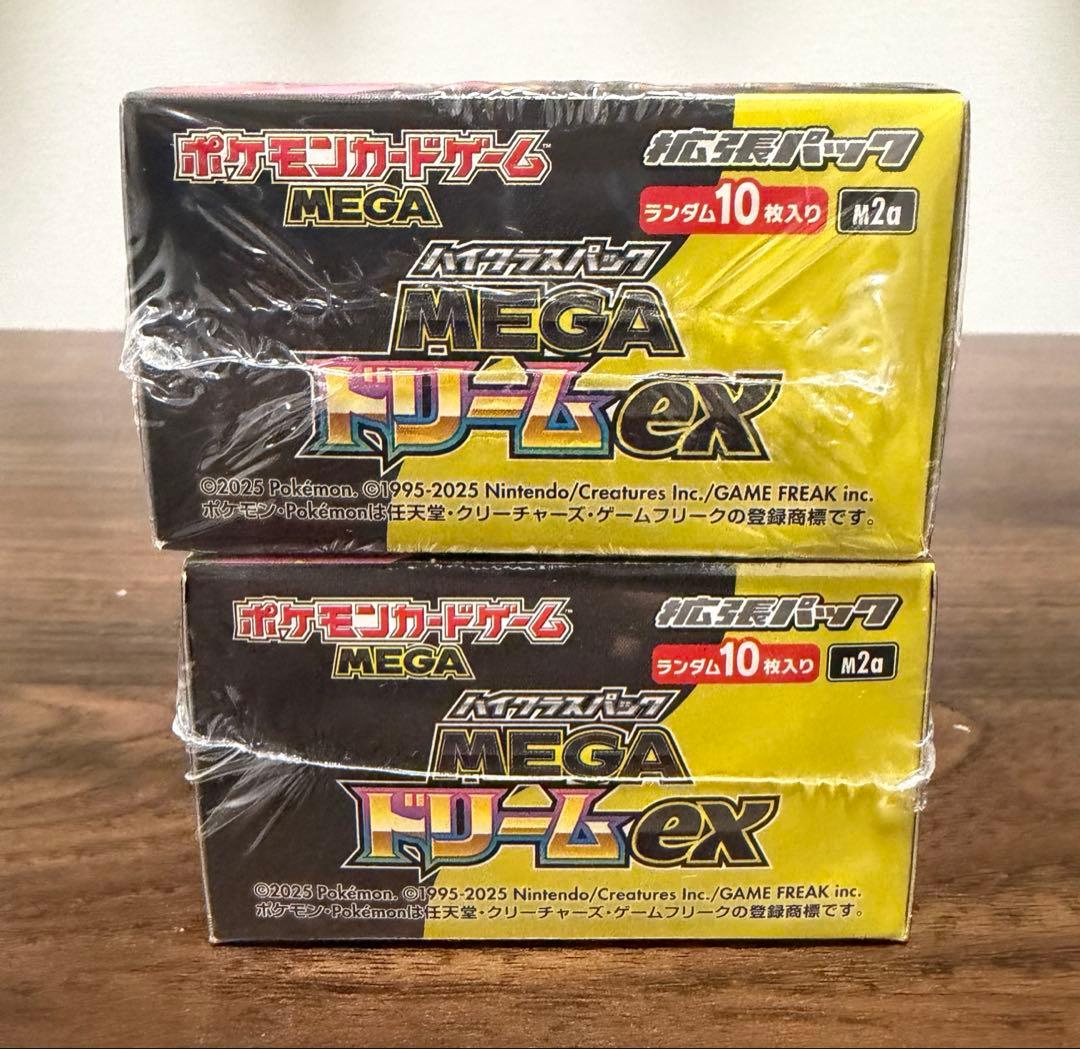 ポケモンカードゲーム™
MEGA
拡張パック
ランダム10枚入り M2a
ハイクラスパック
MEGA
ドリームex
©2025 Pokémon. ©1995-2025 Nintendo/Creatures Inc./GAME FREAK inc.
ポケモン・Pokémonは任天堂・クリーチャーズ・ゲームフリークの登録商標です。
ポケモンカードゲーム™
MEGA
拡張パック
ランダム10枚入り M2a
ハイクラスパック
MEGA
ドリームex
©2025 Pokémon. ©1995-2025 Nintendo/Creatures Inc./GAME FREAK inc.
ポケモン・Pokémonは任天堂・クリーチャーズ・ゲームフリークの登録商標です。